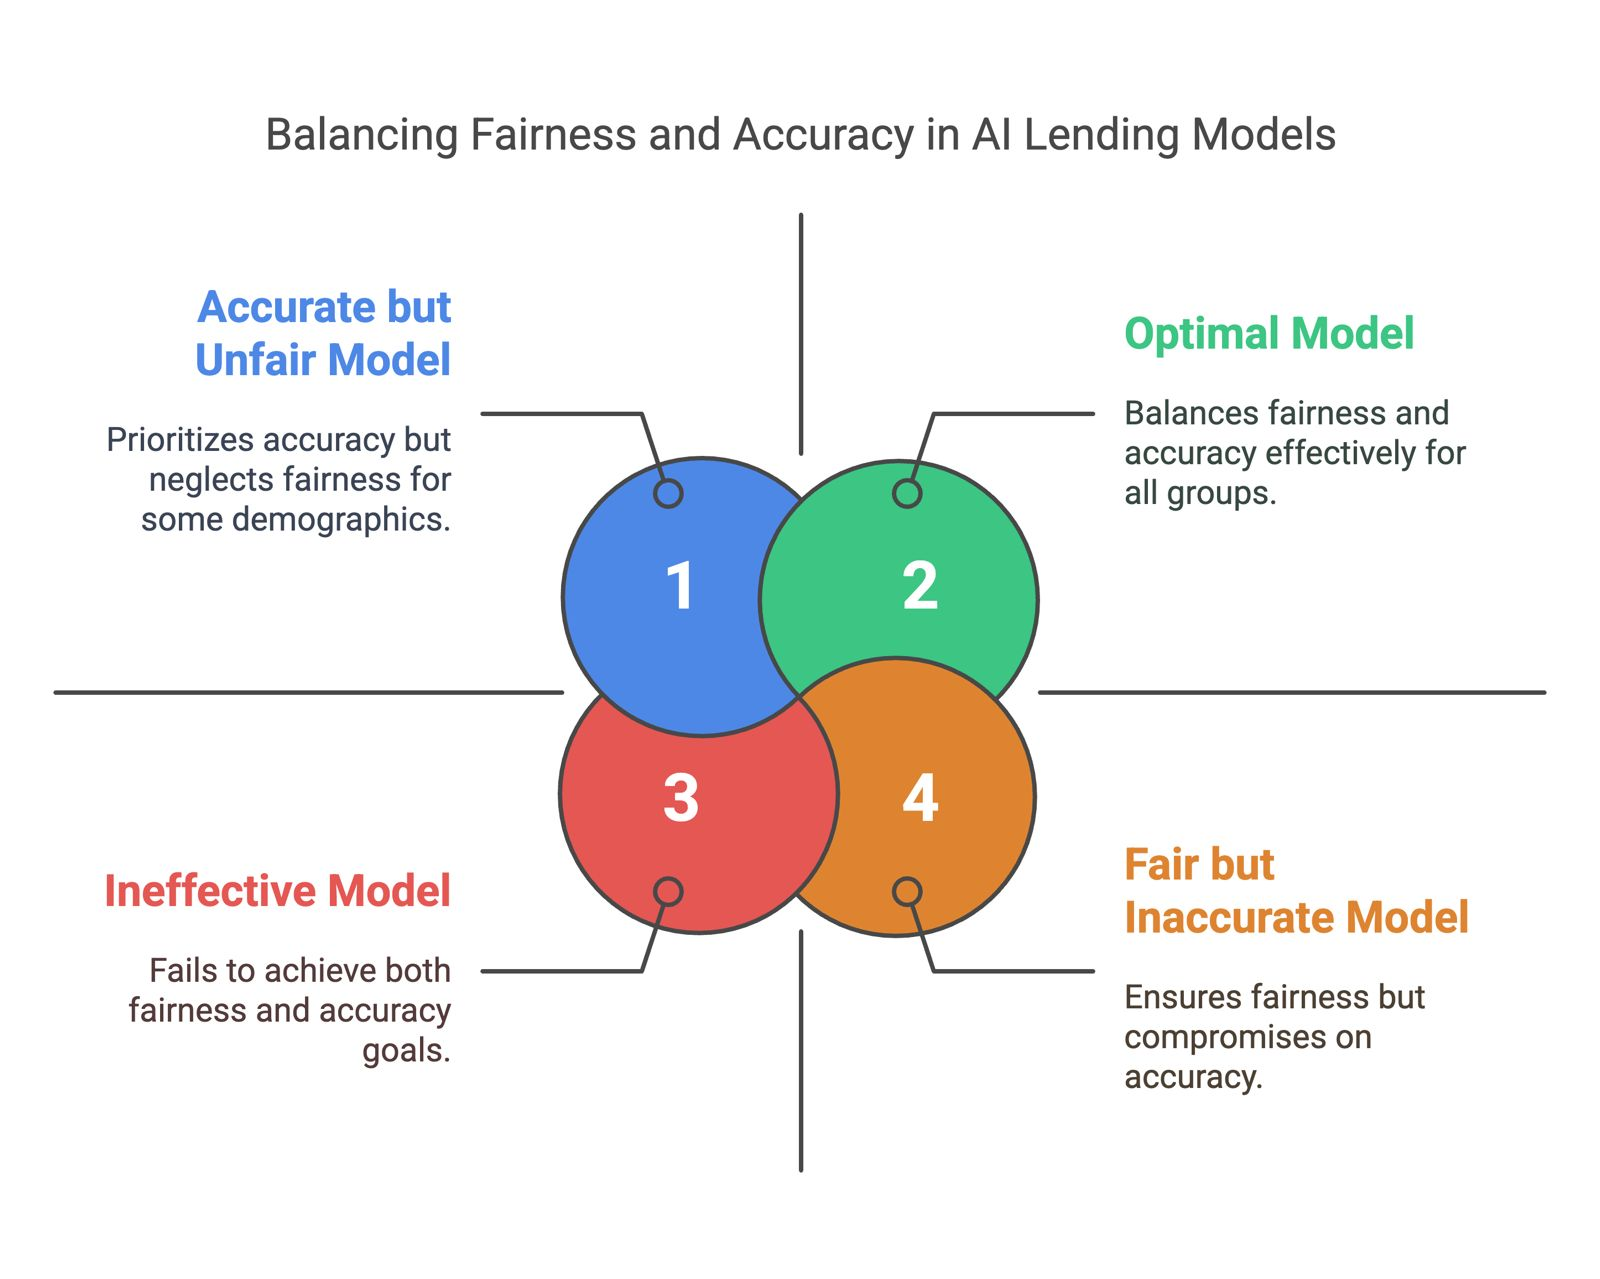 Balancing Fairness and Accuracy in AI Lending Models
Accurate but
Unfair Model
Prioritizes accuracy but
neglects fairness for
some demographics.
Optimal Model
Balances fairness and
accuracy effectively for
all groups.
1
2
3
4
Ineffective Model
Fails to achieve both
fairness and accuracy
goals.
Fair but
Inaccurate Model
Ensures fairness but
compromises on
accuracy.